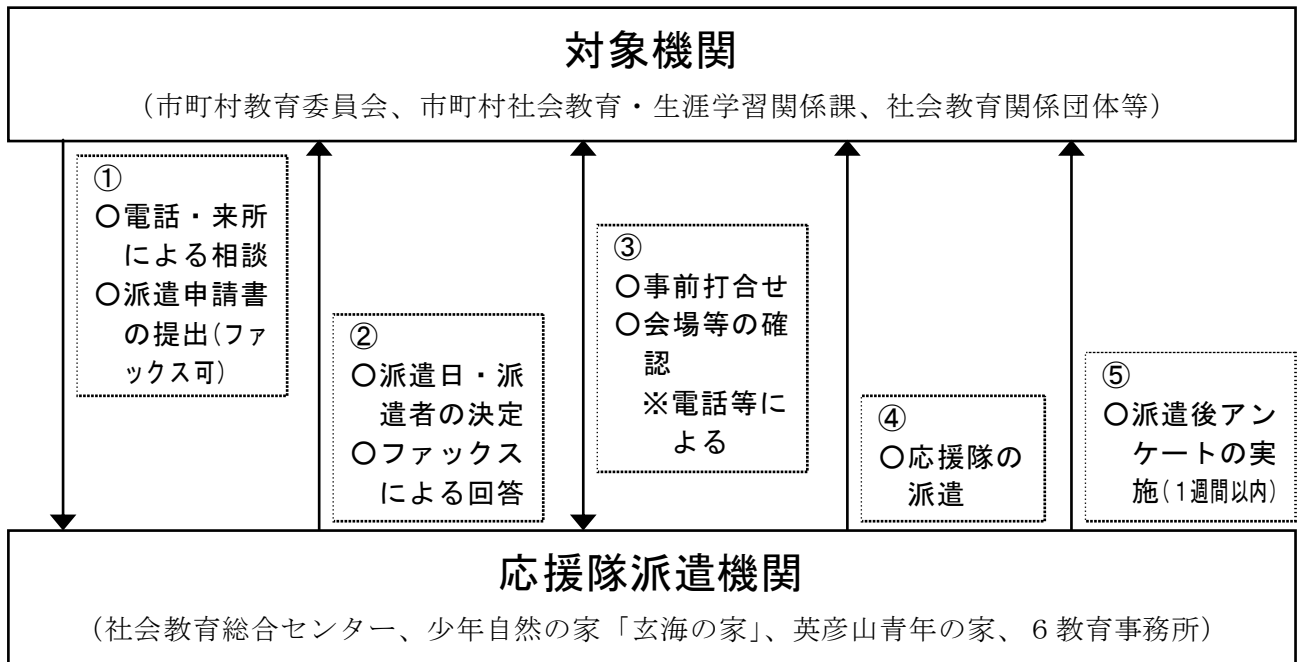 対象機関
（市町村教育委員会、市町村社会教育・生涯学習関係課、社会教育関係団体等）
①
○電話・来所
による相談
○派遣申請書
の提出(ファ
ックス可)
②
○派遣日・派
遣者の決定
○ファックス
による回答
③
○事前打合せ
○会場等の確
認
※電話等に
よる
④
○応援隊の
派遣
⑤
○派遣後アン
ケートの実
施(１週間以内)
応援隊派遣機関
（社会教育総合センター、少年自然の家「玄海の家」、英彦山青年の家、６教育事務所）